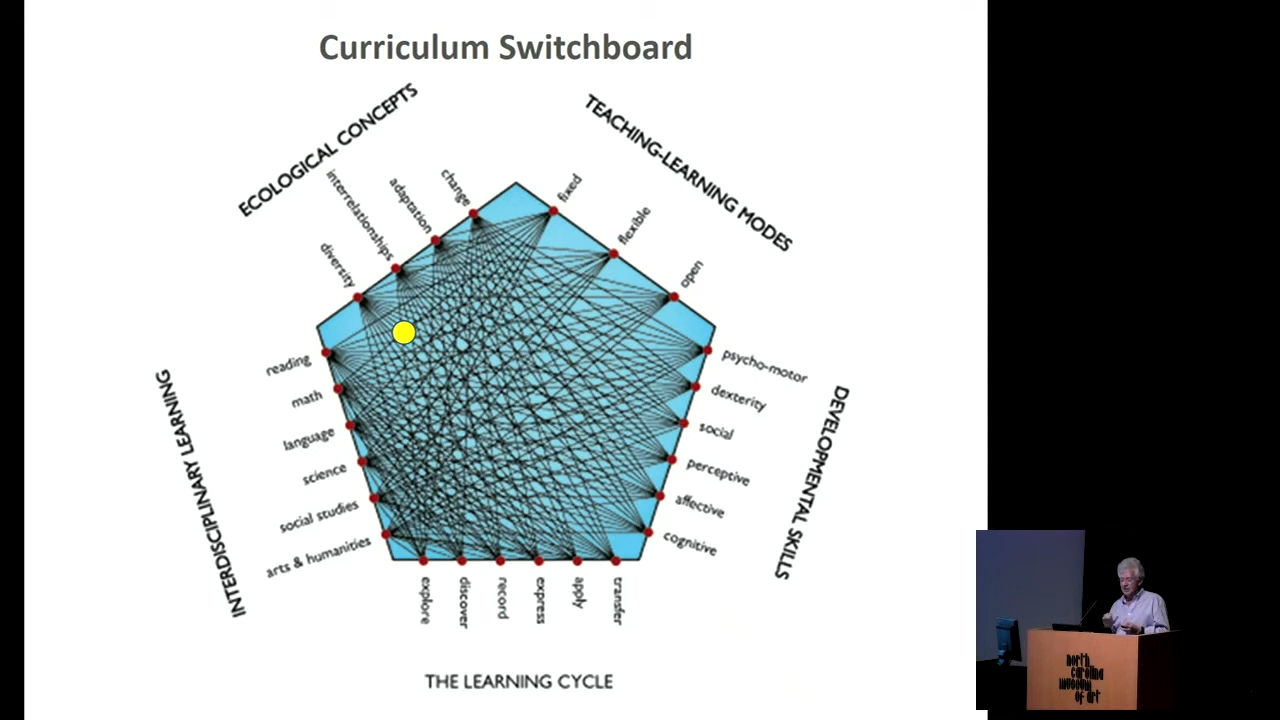 Curriculum Switchboard
ECOLOGICAL CONCEPTS
TEACHING-LEARNING MODES
diversity
interrelationships
adaptation
change
fixed
flexible
open
INTERDISCIPLINARY LEARNING
reading
math
language
science
social studies
arts & humanities
psycho-motor
dexterity
social
perceptive
affective
cognitive
DEVELOPMENTAL SKILLS
explore
discover
record
express
apply
transfer
THE LEARNING CYCLE
north
carolina
museum
of art